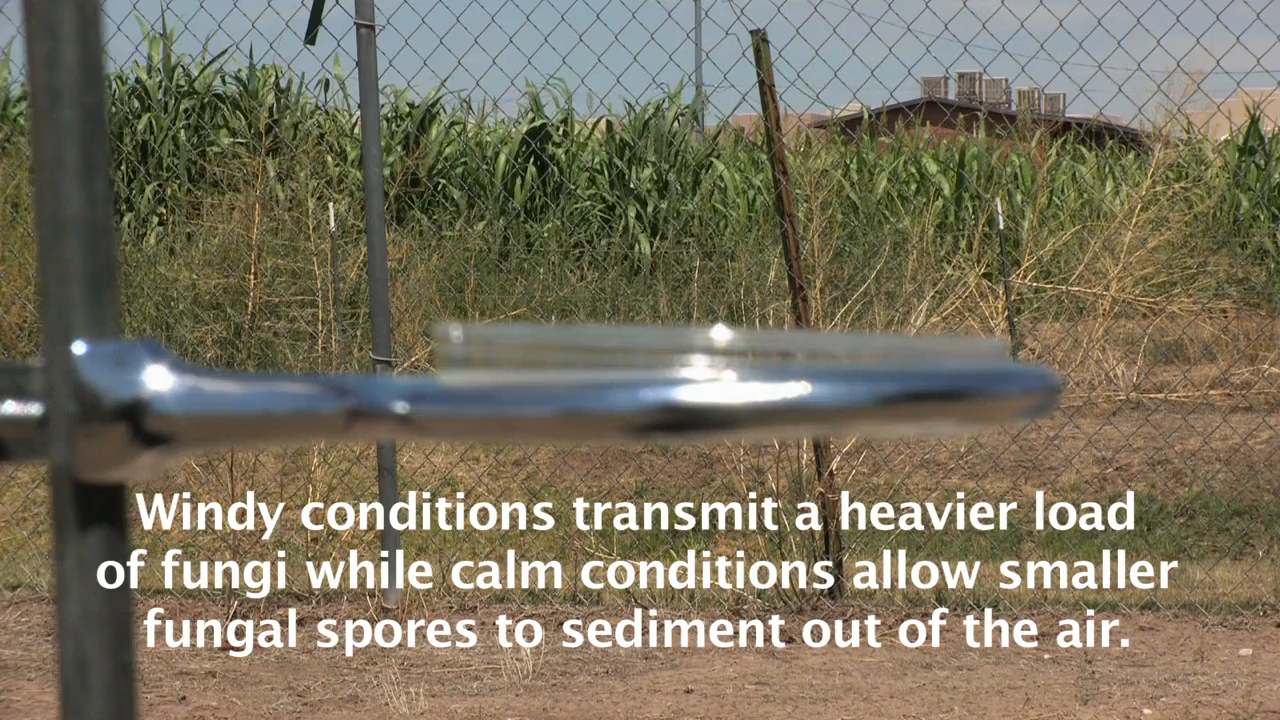 Windy conditions transmit a heavier load
of fungi while calm conditions allow smaller
fungal spores to sediment out of the air.